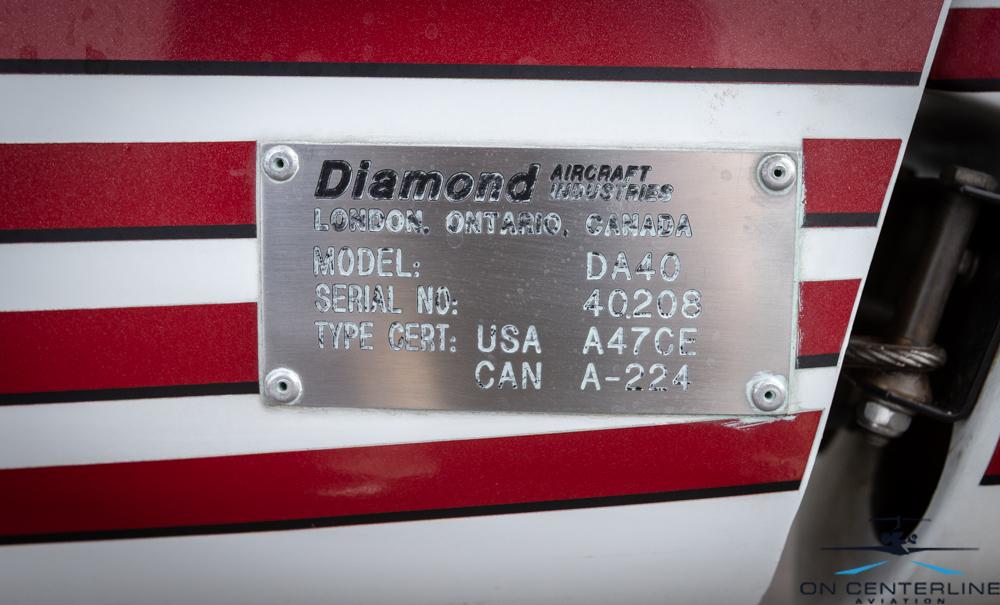 Diamond AIRCRAFT INDUSTRIES
LONDON, ONTARIO, CANADA
MODEL: DA40
SERIAL NO: 40208
TYPE CERT: USA A47CE
CAN A-224
ON CENTERLINE
AVIATION